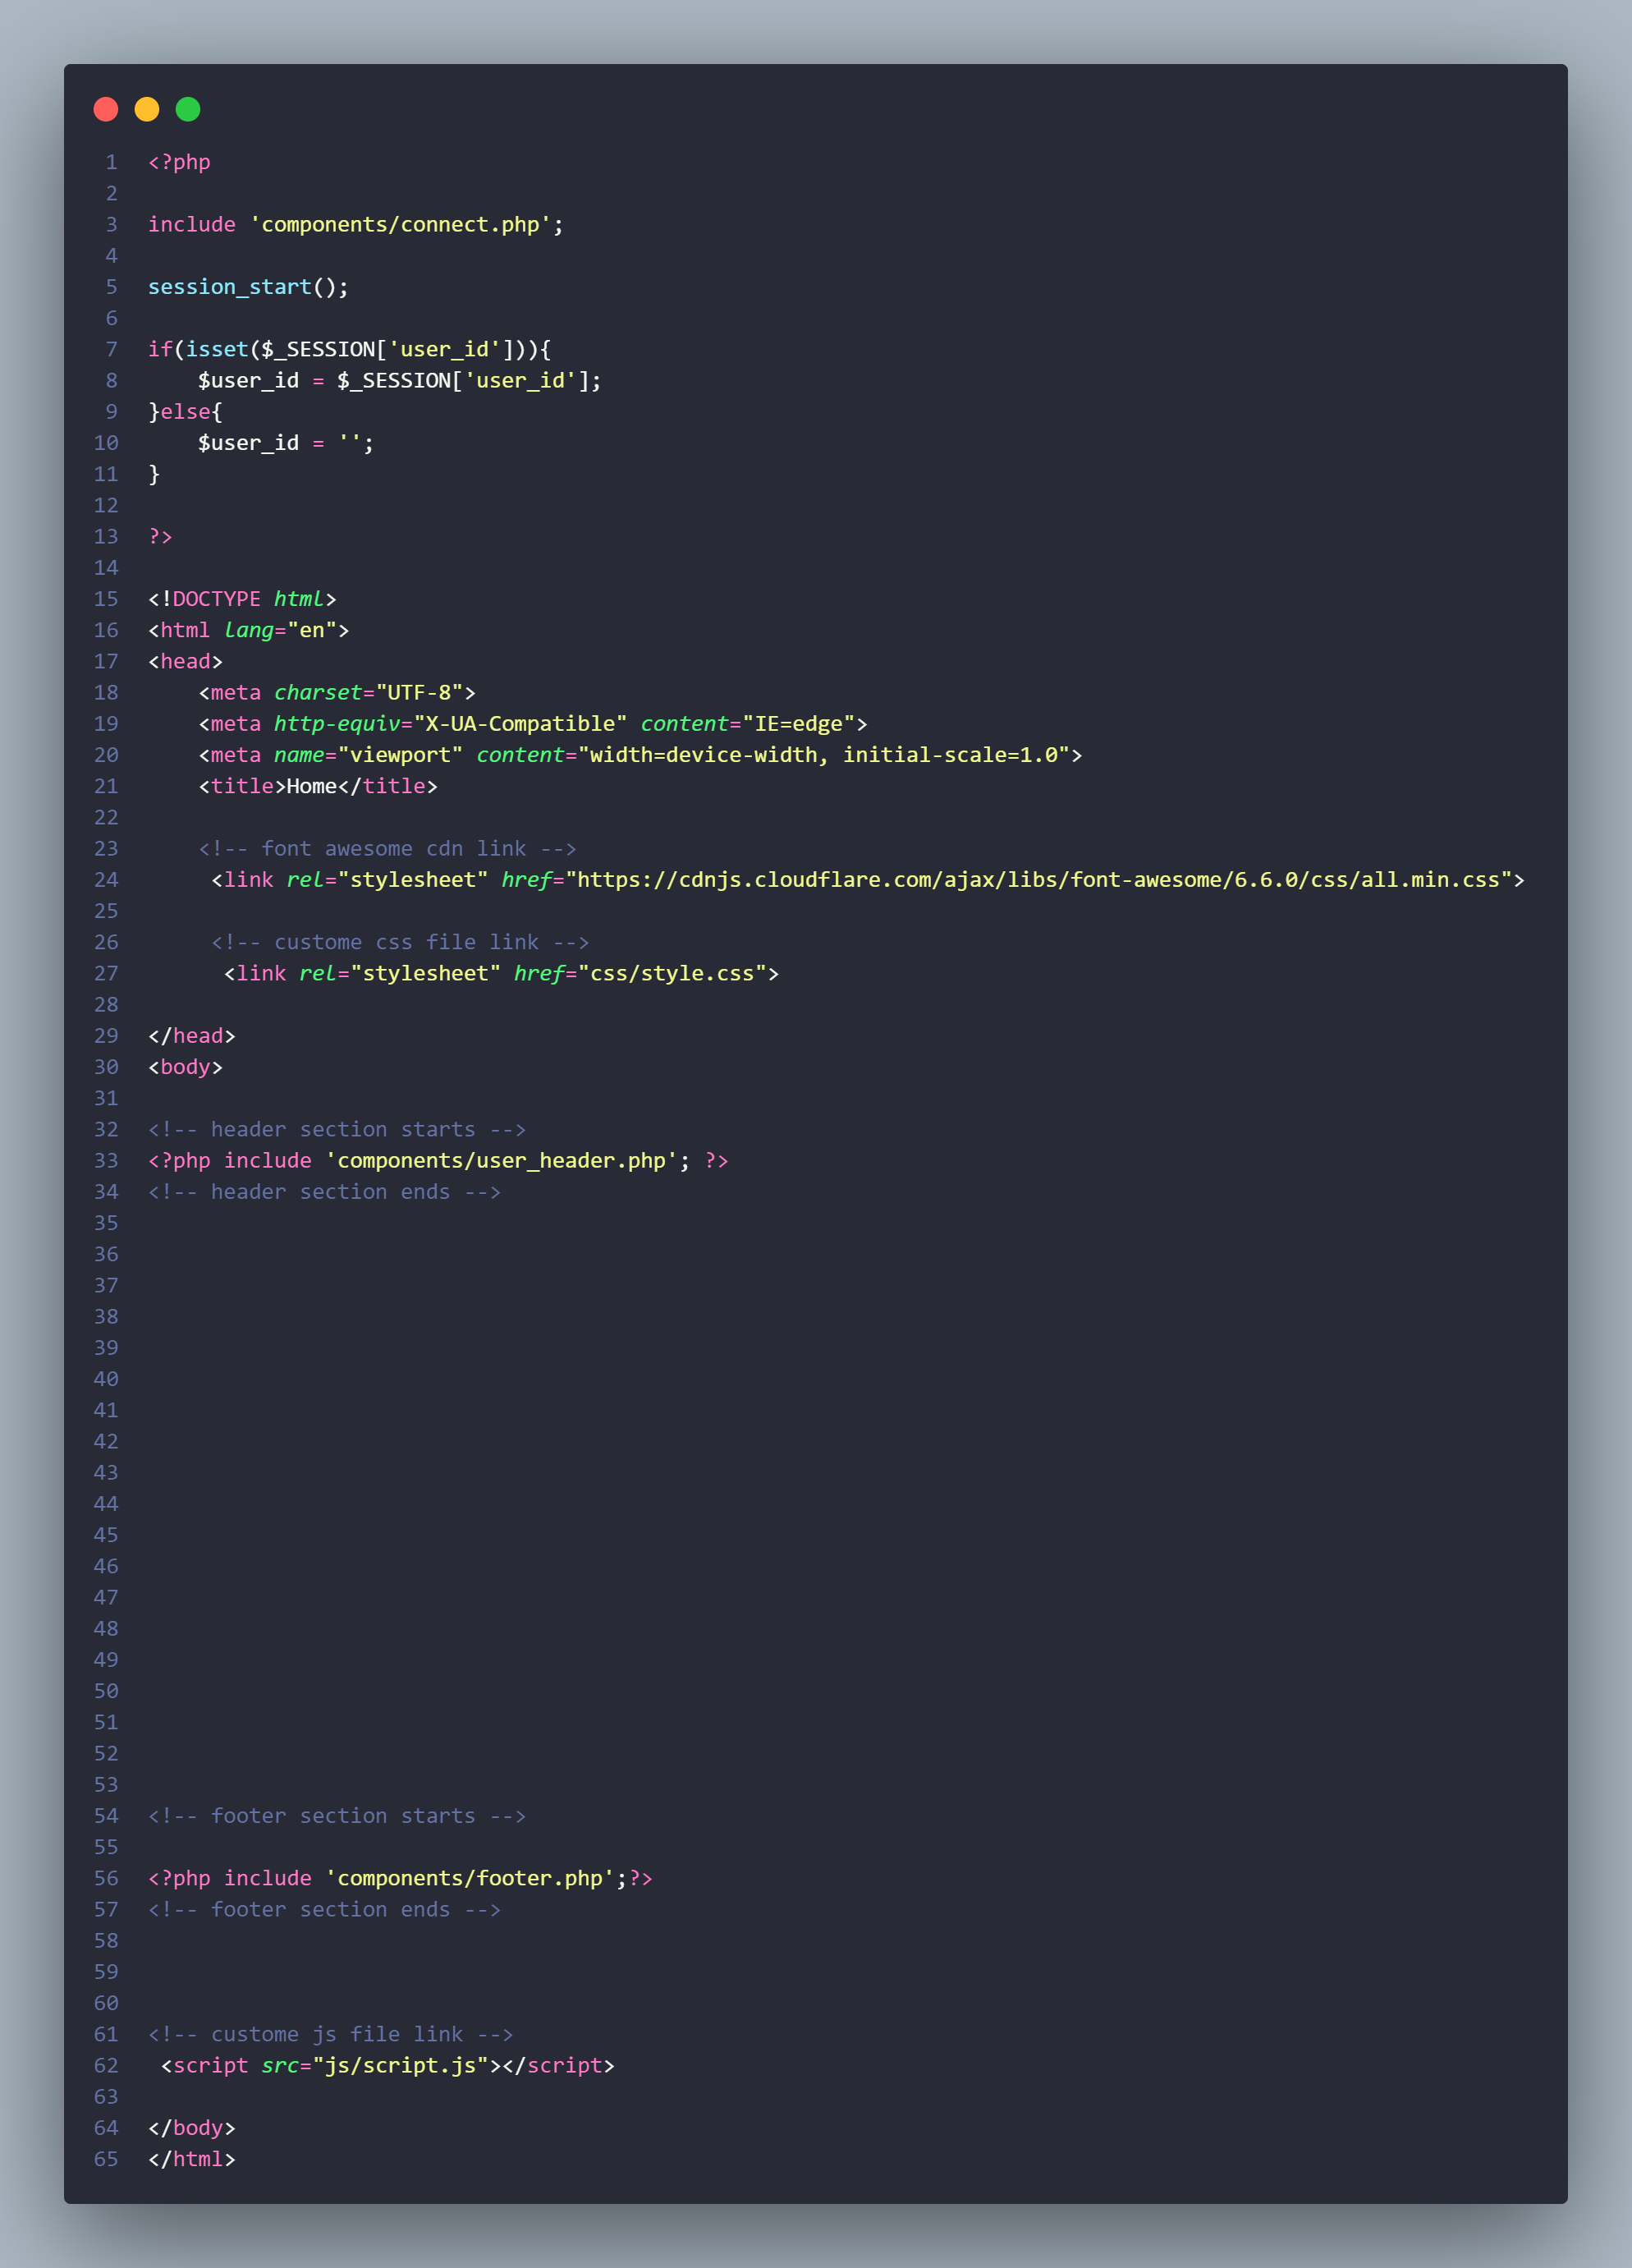 1 <?php
2
3 include 'components/connect.php';
4
5 session_start();
6
7 if(isset($_SESSION['user_id'])){
8     $user_id = $_SESSION['user_id'];
9 }else{
10     $user_id = '';
11 }
12
13 ?>
14
15 <!DOCTYPE html>
16 <html lang="en">
17 <head>
18     <meta charset="UTF-8">
19     <meta http-equiv="X-UA-Compatible" content="IE=edge">
20     <meta name="viewport" content="width=device-width, initial-scale=1.0">
21     <title>Home</title>
22
23     <!-- font awesome cdn link -->
24      <link rel="stylesheet" href="https://cdnjs.cloudflare.com/ajax/libs/font-awesome/6.6.0/css/all.min.css">
25
26      <!-- custome css file link -->
27       <link rel="stylesheet" href="css/style.css">
28
29 </head>
30 <body>
31
32 <!-- header section starts -->
33 <?php include 'components/user_header.php'; ?>
34 <!-- header section ends -->
35
36
37
38
39
40
41
42
43
44
45
46
47
48
49
50
51
52
53
54 <!-- footer section starts -->
55
56 <?php include 'components/footer.php';?>
57 <!-- footer section ends -->
58
59
60
61 <!-- custome js file link -->
62  <script src="js/script.js"></script>
63
64 </body>
65 </html>